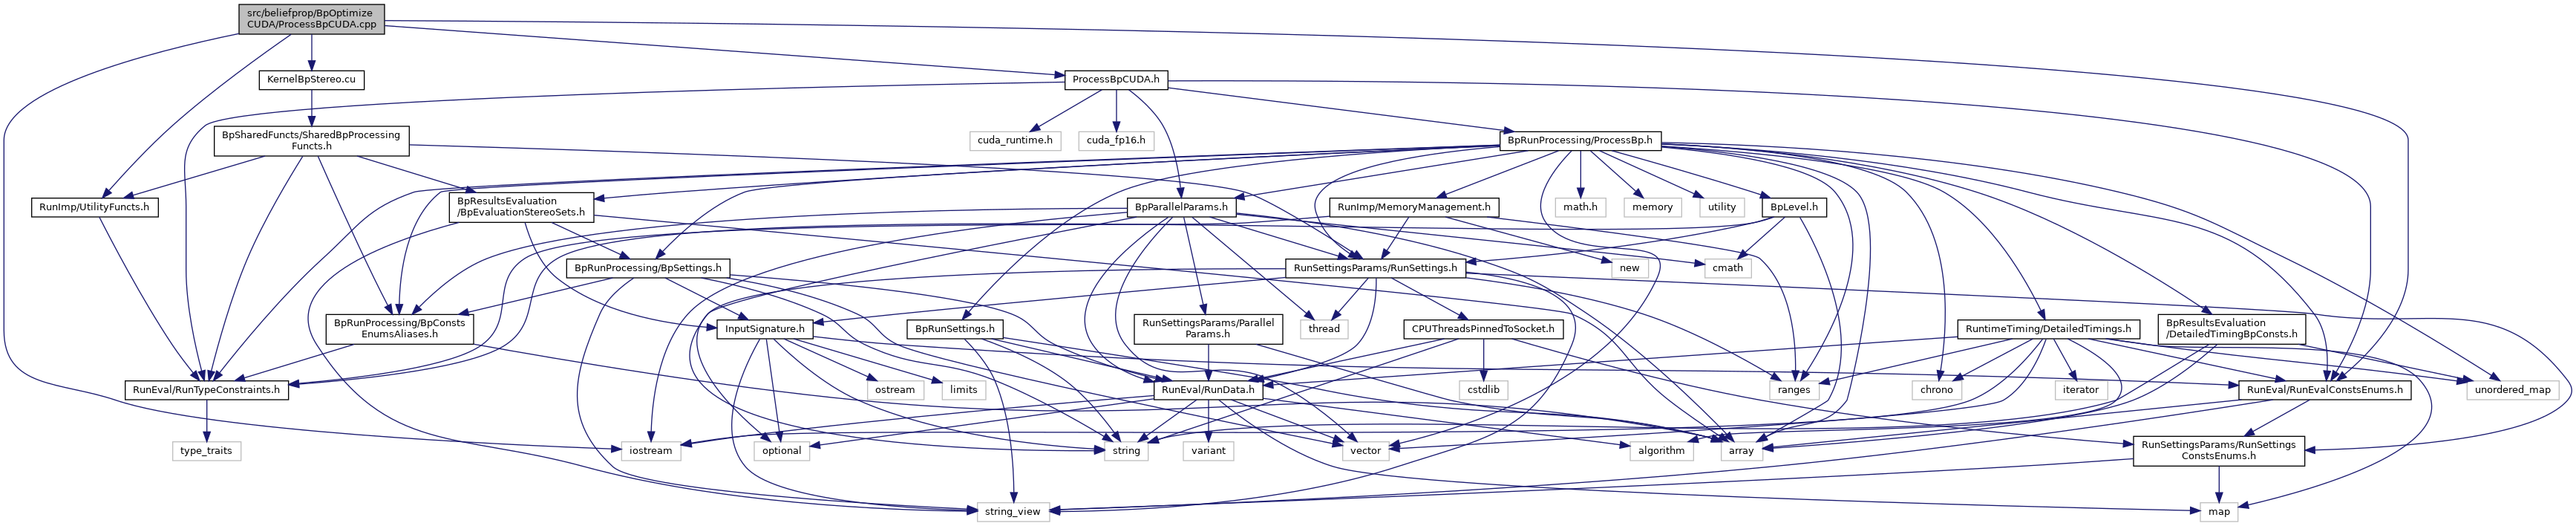 src/beliefprop/BpOptimize
CUDA/ProcessBpCUDA.cpp
KernelBpStereo.cu
ProcessBpCUDA.h
BpSharedFuncts/SharedBpProcessing
Functs.h
cuda_runtime.h
cuda_fp16.h
BpRunProcessing/ProcessBp.h
RunImp/UtilityFuncts.h
BpResultsEvaluation
/BpEvaluationStereoSets.h
BpParallelParams.h
RunImp/MemoryManagement.h
math.h
memory
utility
BpLevel.h
BpRunProcessing/BpSettings.h
RunSettingsParams/RunSettings.h
new
cmath
BpRunProcessing/BpConsts
EnumsAliases.h
InputSignature.h
BpRunSettings.h
RunSettingsParams/Parallel
Params.h
thread
CPUThreadsPinnedToSocket.h
RuntimeTiming/DetailedTimings.h
BpResultsEvaluation
/DetailedTimingBpConsts.h
RunEval/RunTypeConstraints.h
ostream
limits
RunEval/RunData.h
cstdlib
ranges
chrono
iterator
RunEval/RunEvalConstsEnums.h
unordered_map
type_traits
iostream
optional
string
variant
vector
algorithm
array
RunSettingsParams/RunSettings
ConstsEnums.h
string_view
map